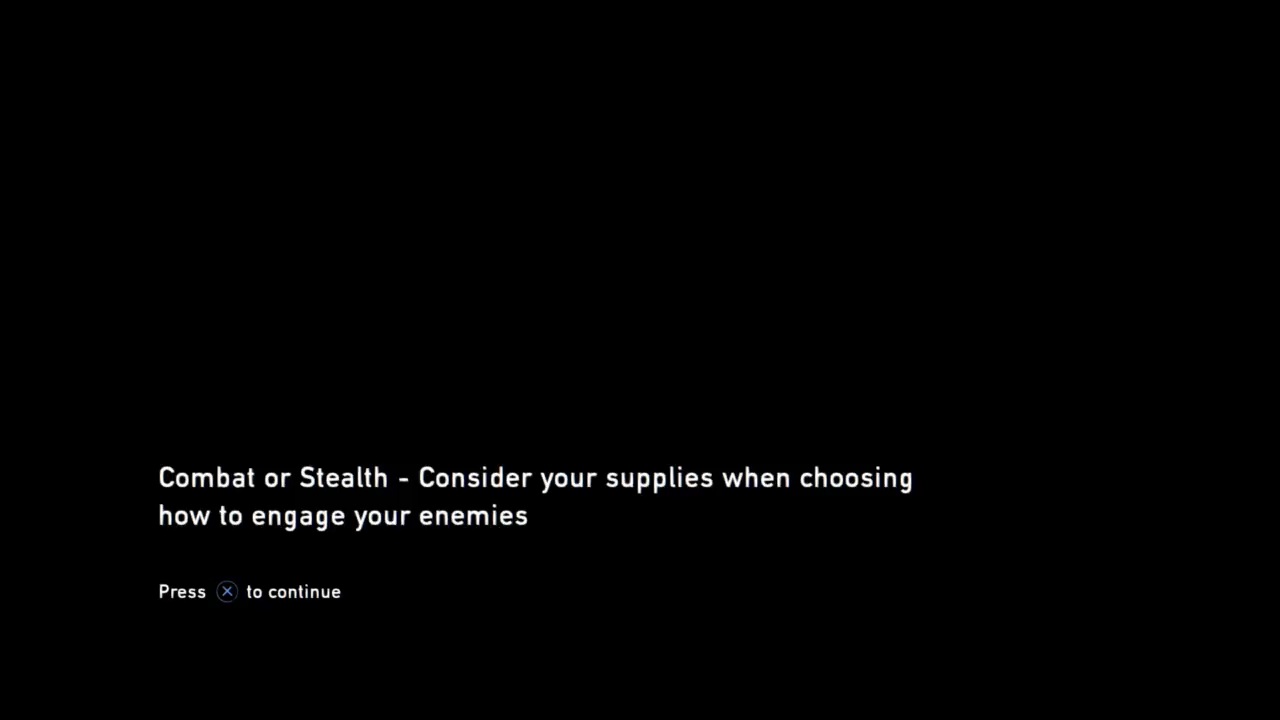 Combat or Stealth - Consider your supplies when choosing
how to engage your enemies
Press ⓧ to continue